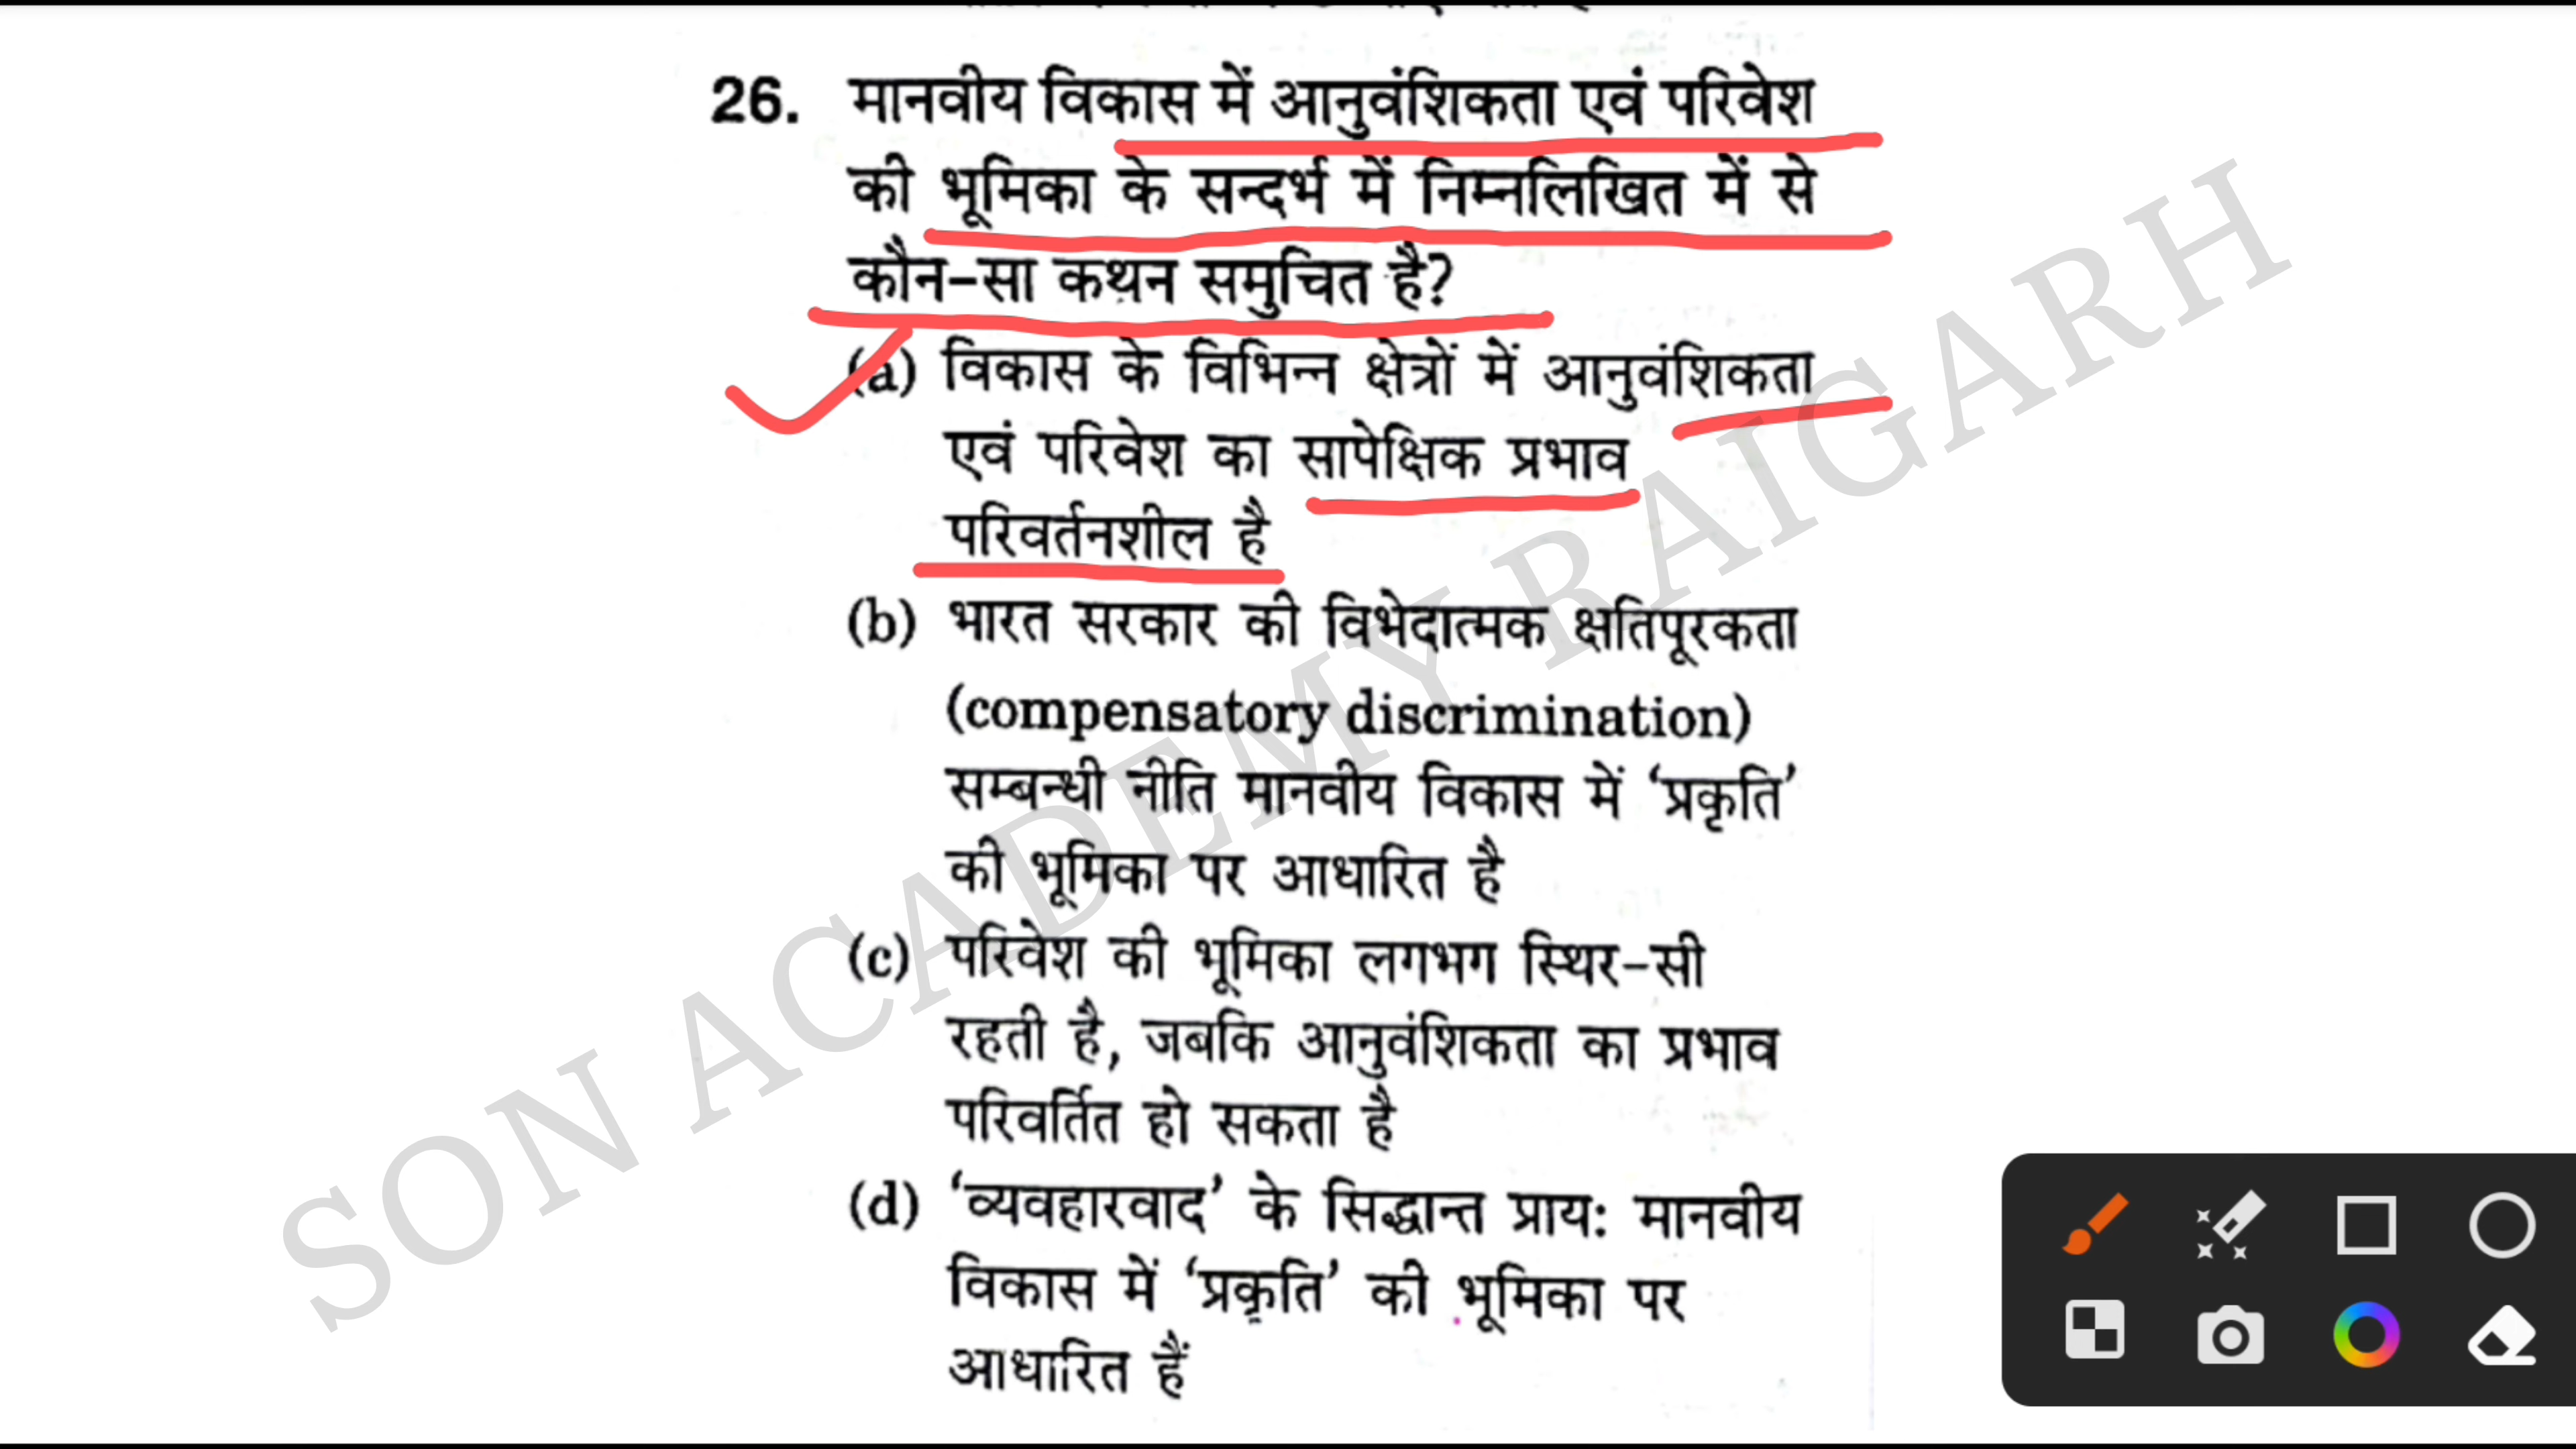 26. मानवीय विकास में आनुवंशिकता एवं परिवेश
की भूमिका के सन्दर्भ में निम्नलिखित में से
कौन-सा कथन समुचित है?
(a) विकास के विभिन्न क्षेत्रों में आनुवंशिकता
एवं परिवेश का सापेक्षिक प्रभाव
परिवर्तनशील है
(b) भारत सरकार की विभेदात्मक क्षतिपूरकता
(compensatory discrimination)
सम्बन्धी नीति मानवीय विकास में ‘प्रकृति’
की भूमिका पर आधारित है
(c) परिवेश की भूमिका लगभग स्थिर-सी
रहती है, जबकि आनुवंशिकता का प्रभाव
परिवर्तित हो सकता है
(d) ‘व्यवहारवाद’ के सिद्धान्त प्राय: मानवीय
विकास में ‘प्रकृति’ की भूमिका पर
आधारित हैं
SON ACADEMY RAIGARH